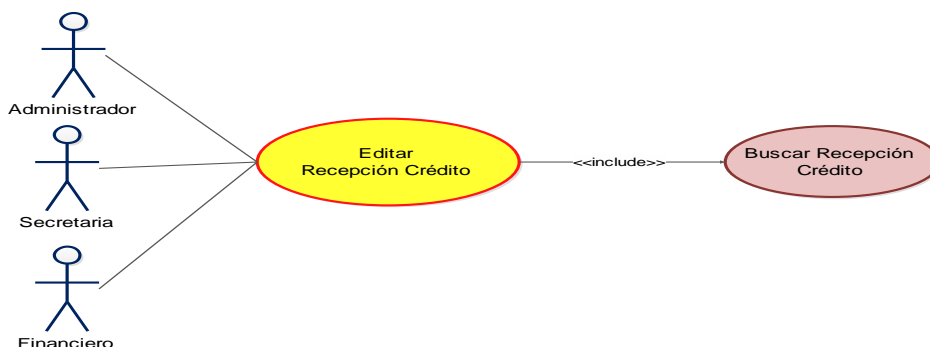 Administrador
Secretaria
Financiero
Editar
Recepción Crédito
<<include>>
Buscar Recepción
Crédito